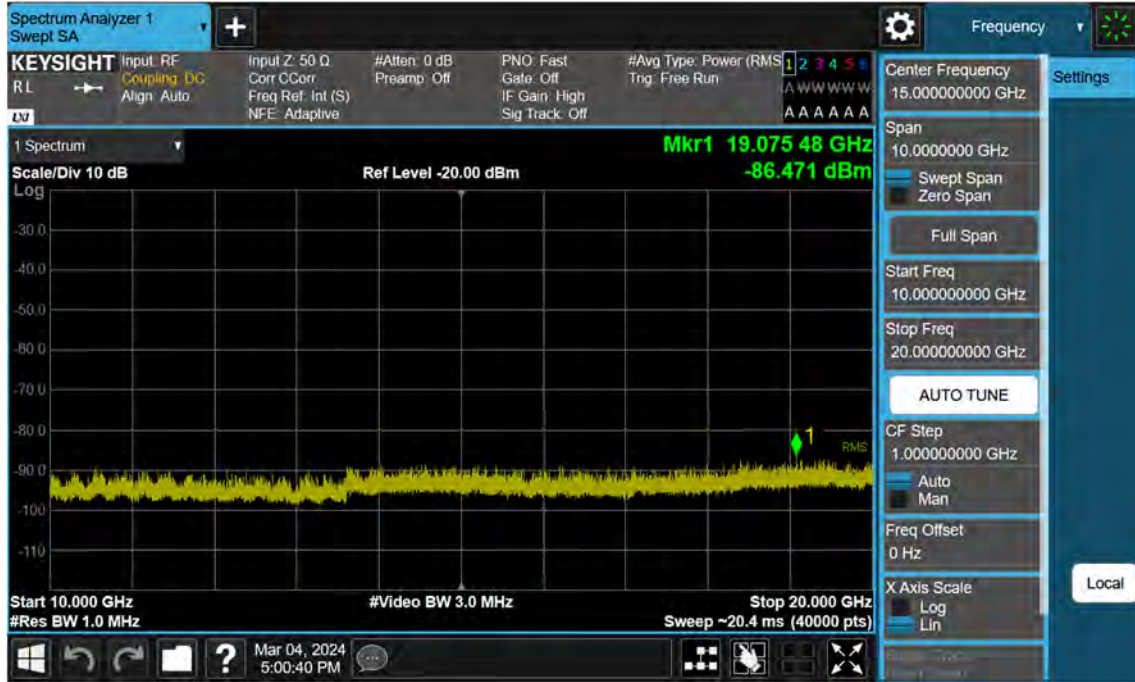 Spectrum Analyzer 1
Swept SA
Frequency
KEYSIGHT
R L
LXI
Input: RF
Coupling: DC
Align: Auto
Input Z: 50 Ω
Corr CCorr
Freq Ref: Int (S)
NFE: Adaptive
#Atten: 0 dB
Preamp: Off
PNO: Fast
Gate: Off
IF Gain: High
Sig Track: Off
#Avg Type: Power (RMS
Trig: Free Run
1 2 3 4 5 6
A W W W W W
A A A A A A
1 Spectrum
Scale/Div 10 dB
Log
Ref Level -20.00 dBm
Mkr1 19.075 48 GHz
-86.471 dBm
-30.0
-40.0
-50.0
-60.0
-70.0
-80.0
-90.0
-100
-110
1
RMS
Start 10.000 GHz
#Res BW 1.0 MHz
#Video BW 3.0 MHz
Stop 20.000 GHz
Sweep ~20.4 ms (40000 pts)
Center Frequency
15.000000000 GHz
Settings
Span
10.0000000 GHz
Swept Span
Zero Span
Full Span
Start Freq
10.000000000 GHz
Stop Freq
20.000000000 GHz
AUTO TUNE
CF Step
1.000000000 GHz
Auto
Man
Freq Offset
0 Hz
X Axis Scale
Log
Lin
Local
?
Mar 04, 2024
5:00:40 PM